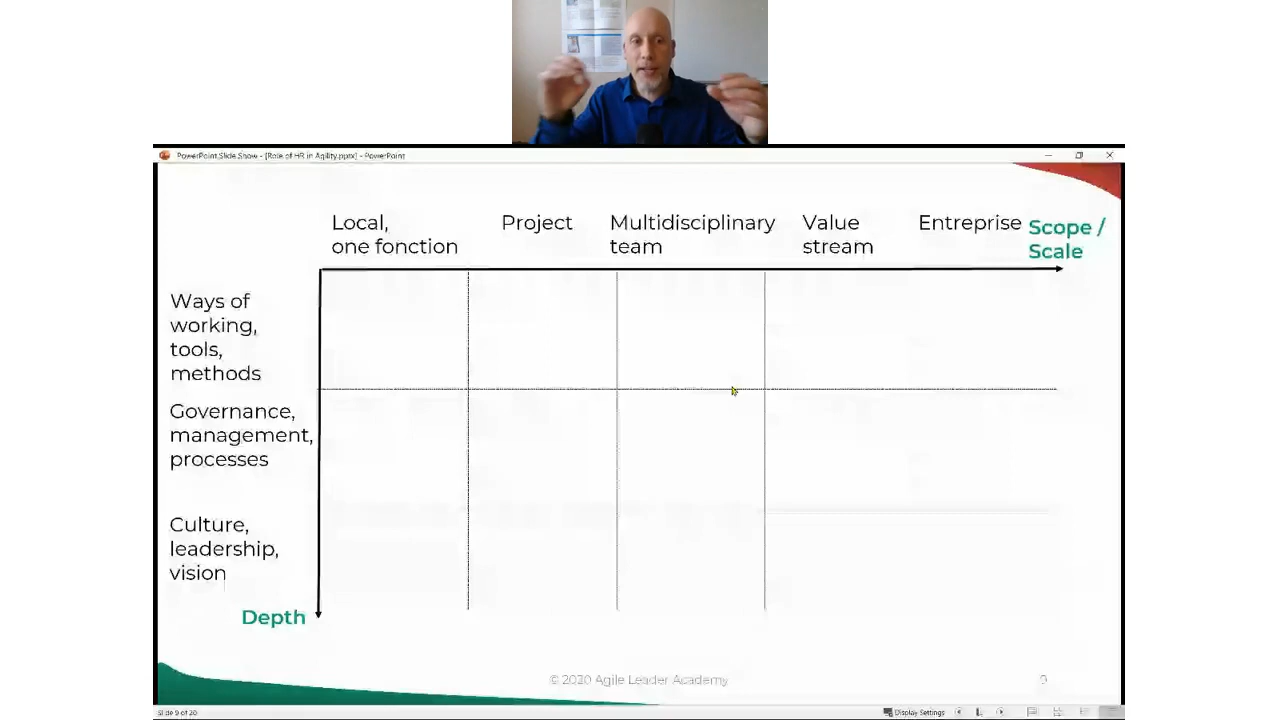 PowerPoint Slide Show - [Role of HR in Agility.pptx] - PowerPoint
Local,
one fonction
Project
Multidisciplinary
team
Value
stream
Entreprise
Scope /
Scale
Ways of
working,
tools,
methods
Governance,
management,
processes
Culture,
leadership,
vision
Depth
© 2020 Agile Leader Academy
9
Slide 9 of 20
Display Settings